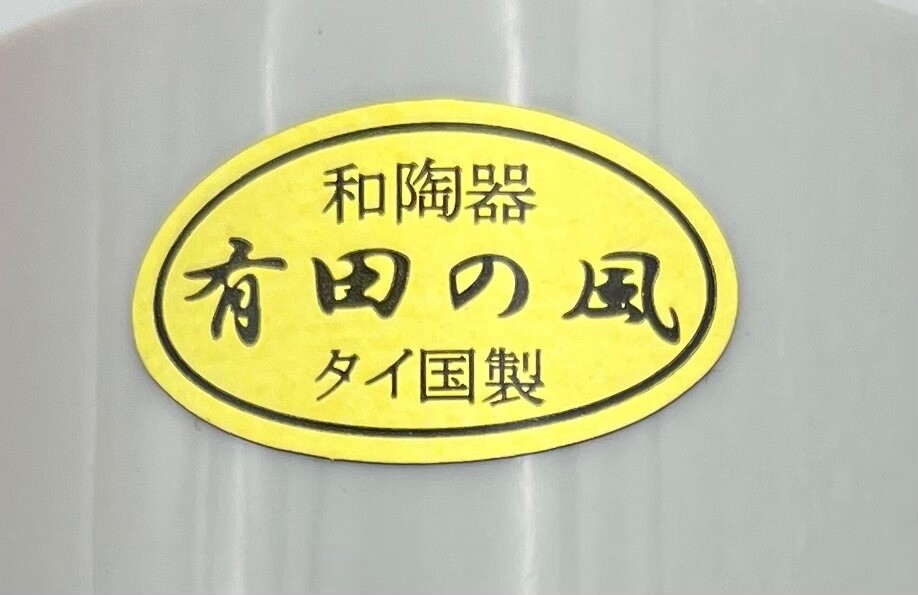 和陶器
有田の風
タイ国製